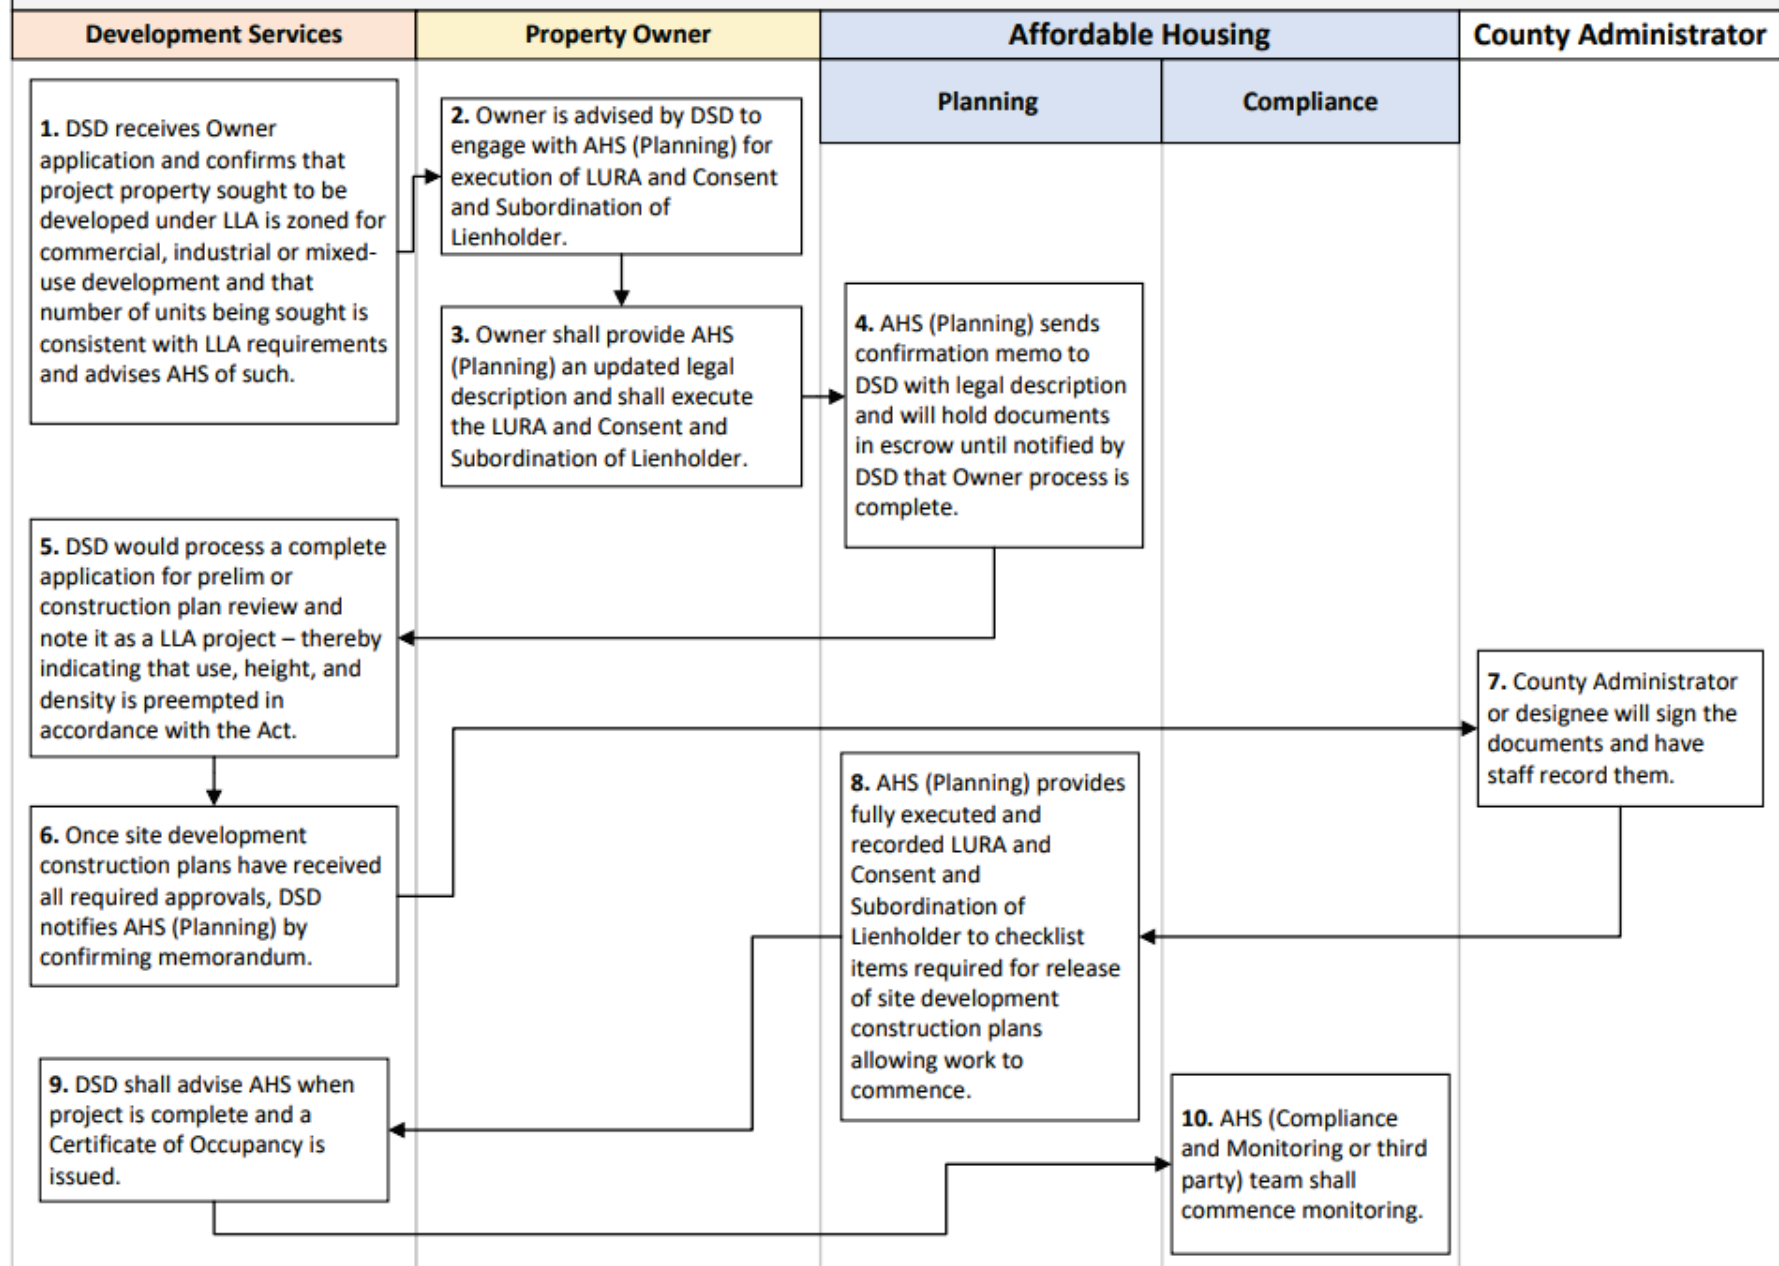 Development Services
Property Owner
Affordable Housing
County Administrator
Planning
Compliance
1. DSD receives Owner
application and confirms that
project property sought to be
developed under LLA is zoned for
commercial, industrial or mixed-
use development and that
number of units being sought is
consistent with LLA requirements
and advises AHS of such.
2. Owner is advised by DSD to
engage with AHS (Planning) for
execution of LURA and Consent
and Subordination of
Lienholder.
3. Owner shall provide AHS
(Planning) an updated legal
description and shall execute
the LURA and Consent and
Subordination of Lienholder.
4. AHS (Planning) sends
confirmation memo to
DSD with legal description
and will hold documents
in escrow until notified by
DSD that Owner process is
complete.
5. DSD would process a complete
application for prelim or
construction plan review and
note it as a LLA project – thereby
indicating that use, height, and
density is preempted in
accordance with the Act.
6. Once site development
construction plans have received
all required approvals, DSD
notifies AHS (Planning) by
confirming memorandum.
7. County Administrator
or designee will sign the
documents and have
staff record them.
8. AHS (Planning) provides
fully executed and
recorded LURA and
Consent and
Subordination of
Lienholder to checklist
items required for release
of site development
construction plans
allowing work to
commence.
9. DSD shall advise AHS when
project is complete and a
Certificate of Occupancy is
issued.
10. AHS (Compliance
and Monitoring or third
party) team shall
commence monitoring.